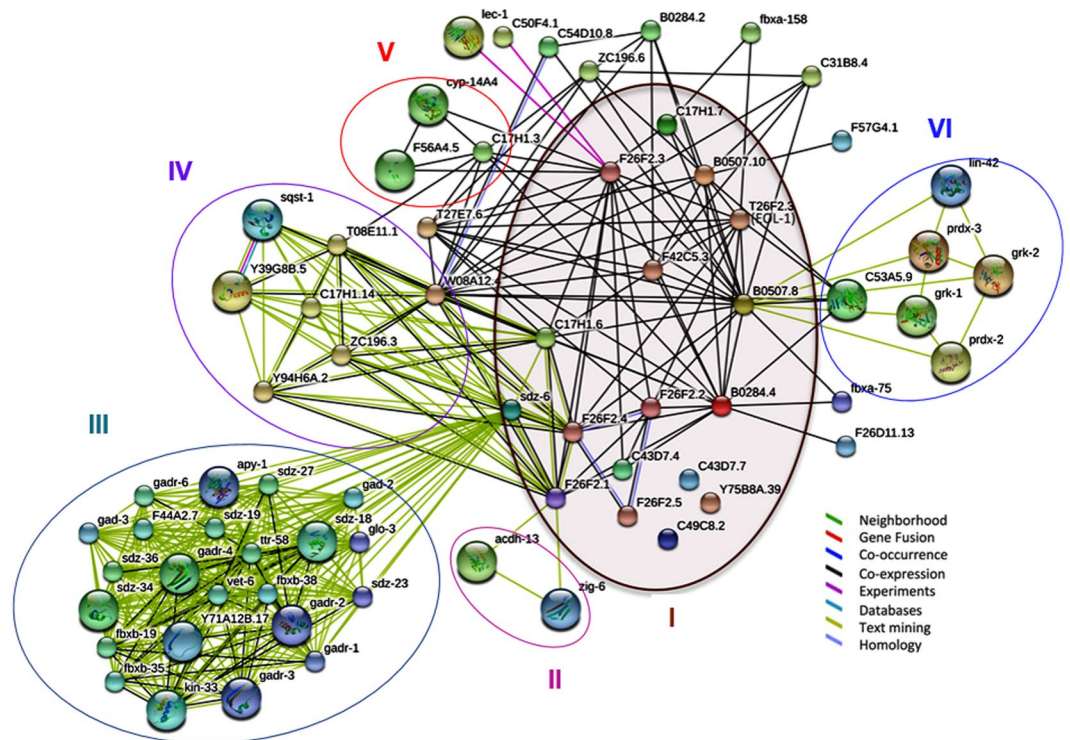 lec-1
C50F4.1
C54D10.8
B0284.2
fbxa-158
V
ZC196.6
C31B8.4
cyp-14A4
C17H1.7
VI
F57G4.1
F56A4.5
C17H1.3
F26F2.3
B0507.10
IV
lin-42
sqst-1
T27E7.6
T26F2.3
(EOL-1)
prdx-3
T08E11.1
grk-2
Y39G8B.5
W08A12.4
F42C5.3
C53A5.9
B0507.8
C17H1.14
grk-1
C17H1.6
ZC196.3
prdx-2
Y94H6A.2
sdz-6
F26F2.2
B0284.4
fbxa-75
III
F26F2.4
F26D11.13
apy-1
sdz-27
C43D7.4
C43D7.7
gadr-6
gad-2
F26F2.1
Y75B8A.39
F26F2.5
gad-3
F44A2.7
sdz-19
sdz-18
glo-3
C49C8.2
acdh-13
sdz-36
gadr-4
ttr-58
sdz-34
vet-6
fbxb-38
sdz-23
zig-6
I
fbxb-19
Y71A12B.17
gadr-2
gadr-1
fbxb-35
kin-33
gadr-3
II
Neighborhood
Gene Fusion
Co-occurrence
Co-expression
Experiments
Databases
Text mining
Homology